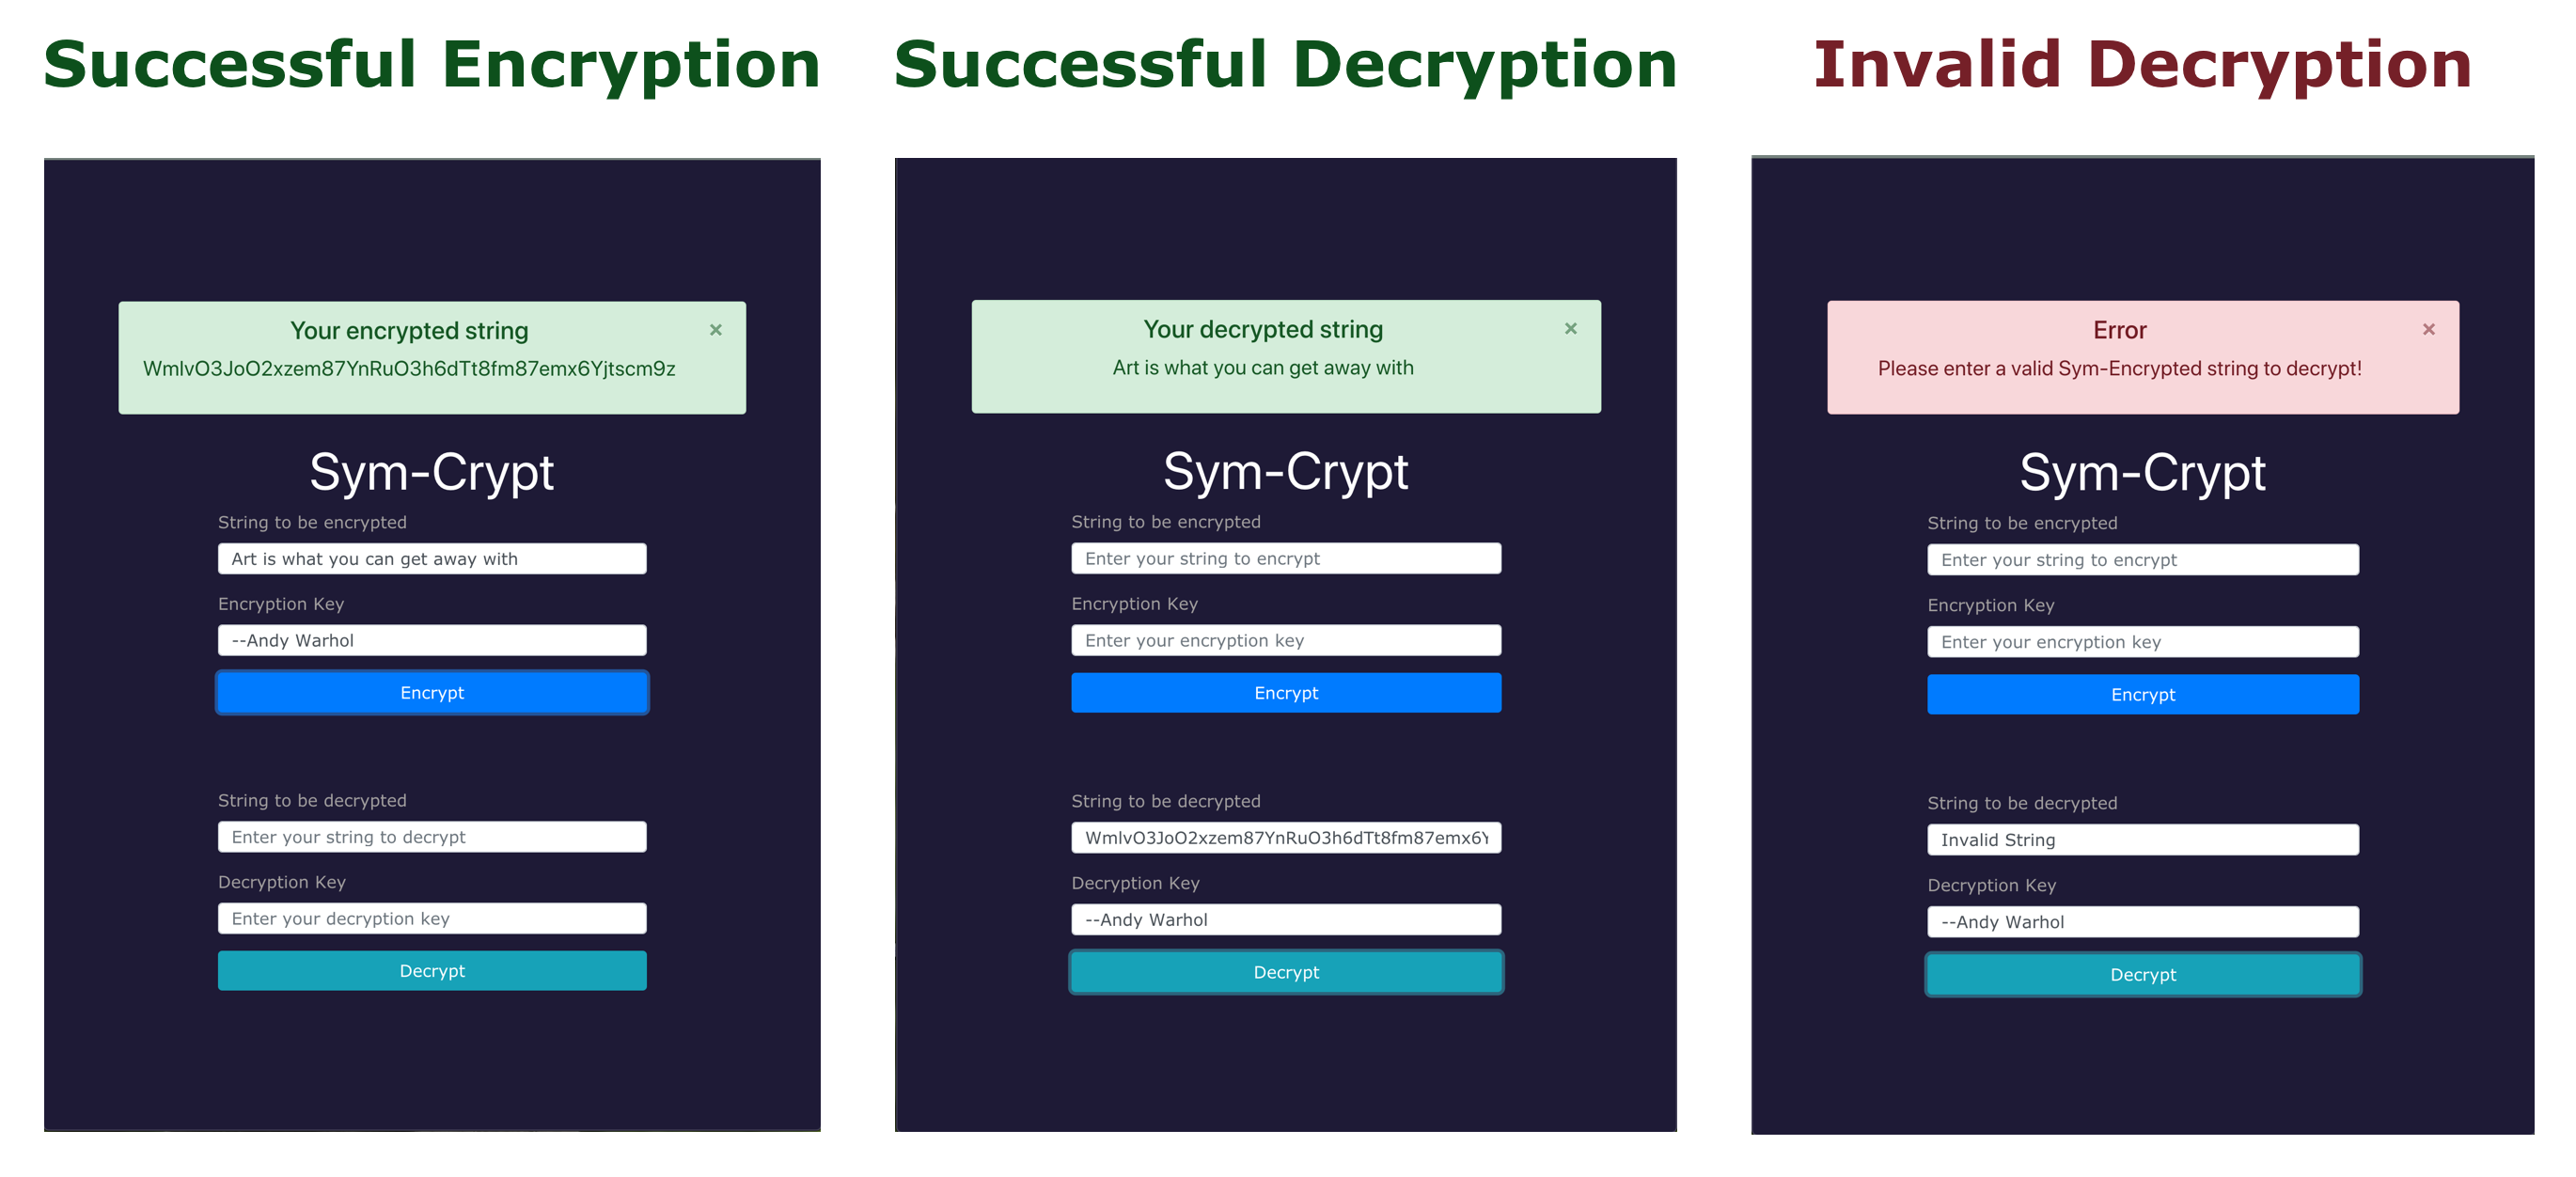 Successful Encryption
Your encrypted string
×
WmlvO3JoO2xzem87YnRuO3h6dTt8fm87emx6Yjtscm9z
Sym-Crypt
String to be encrypted
Art is what you can get away with
Encryption Key
--Andy Warhol
Encrypt
String to be decrypted
Enter your string to decrypt
Decryption Key
Enter your decryption key
Decrypt
Successful Decryption
Your decrypted string
×
Art is what you can get away with
Sym-Crypt
String to be encrypted
Enter your string to encrypt
Encryption Key
Enter your encryption key
Encrypt
String to be decrypted
WmlvO3JoO2xzem87YnRuO3h6dTt8fm87emx6Y
Decryption Key
--Andy Warhol
Decrypt
Invalid Decryption
Error
×
Please enter a valid Sym-Encrypted string to decrypt!
Sym-Crypt
String to be encrypted
Enter your string to encrypt
Encryption Key
Enter your encryption key
Encrypt
String to be decrypted
Invalid String
Decryption Key
--Andy Warhol
Decrypt